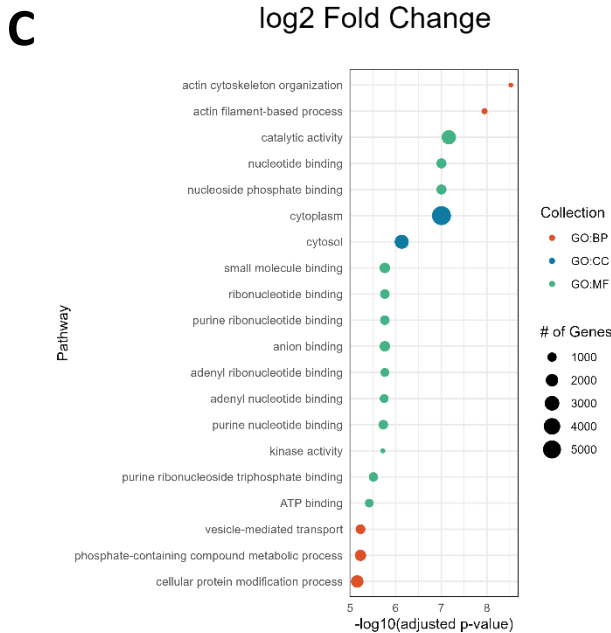 C
log2 Fold Change
Pathway
actin cytoskeleton organization
actin filament-based process
catalytic activity
nucleotide binding
nucleoside phosphate binding
cytoplasm
cytosol
small molecule binding
ribonucleotide binding
purine ribonucleotide binding
anion binding
adenyl ribonucleotide binding
adenyl nucleotide binding
purine nucleotide binding
kinase activity
purine ribonucleoside triphosphate binding
ATP binding
vesicle-mediated transport
phosphate-containing compound metabolic process
cellular protein modification process
5 6 7 8
-log10(adjusted p-value)
Collection
GO:BP
GO:CC
GO:MF
# of Genes
1000
2000
3000
4000
5000